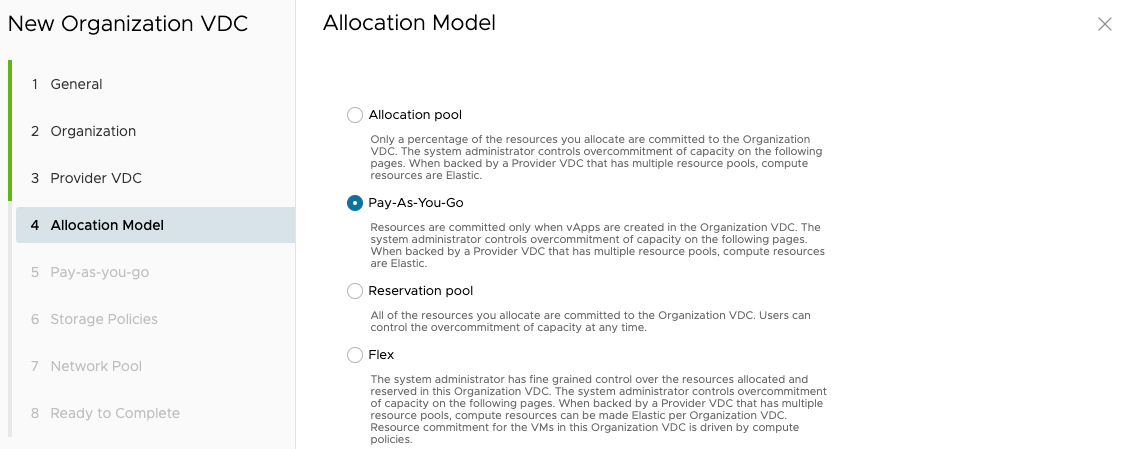 New Organization VDC
1 General
2 Organization
3 Provider VDC
4 Allocation Model
5 Pay-as-you-go
6 Storage Policies
7 Network Pool
8 Ready to Complete
Allocation Model
Allocation pool
Only a percentage of the resources you allocate are committed to the Organization
VDC. The system administrator controls overcommitment of capacity on the following
pages. When backed by a Provider VDC that has multiple resource pools, compute
resources are Elastic.
Pay-As-You-Go
Resources are committed only when vApps are created in the Organization VDC. The
system administrator controls overcommitment of capacity on the following pages.
When backed by a Provider VDC that has multiple resource pools, compute resources
are Elastic.
Reservation pool
All of the resources you allocate are committed to the Organization VDC. Users can
control the overcommitment of capacity at any time.
Flex
The system administrator has fine grained control over the resources allocated and
reserved in this Organization VDC. The system administrator controls overcommitment
of capacity on the following pages. When backed by a Provider VDC that has multiple
resource pools, compute resources can be made Elastic per Organization VDC.
Resource commitment for the VMs in this Organization VDC is driven by compute
policies.